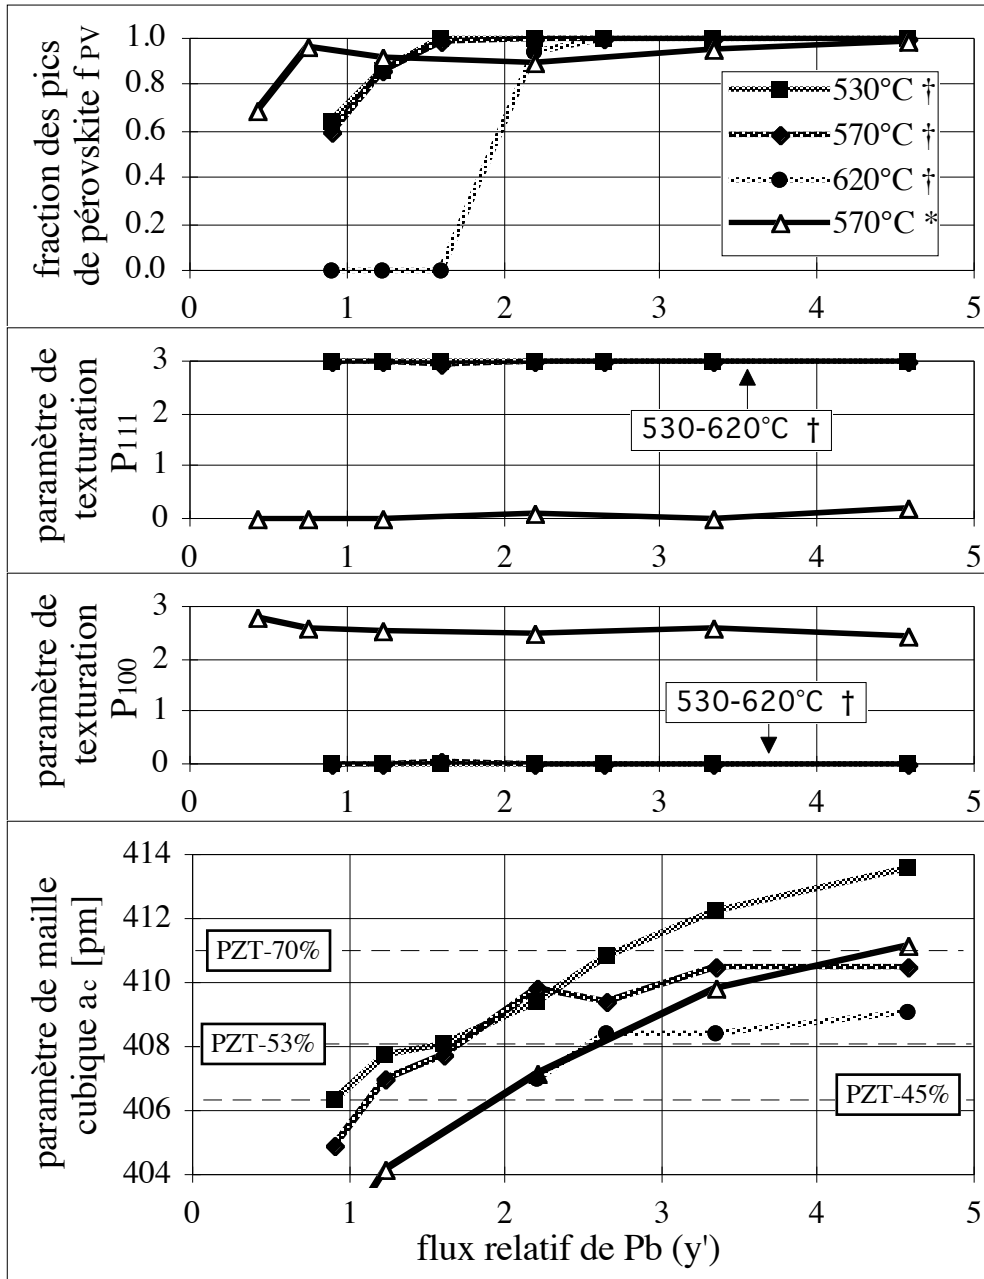 fraction des pics
de pérovskite f PV
1.0
0.8
0.6
0.4
0.2
0.0
0 1 2 3 4 5
530°C †
570°C †
620°C †
570°C *
paramètre de
texturation
P111
3
2
1
0
0 1 2 3 4 5
530-620°C †
paramètre de
texturation
P100
3
2
1
0
0 1 2 3 4 5
530-620°C †
paramètre de maille
cubique ac [pm]
414
412
410
408
406
404
PZT-70%
PZT-53%
PZT-45%
0 1 2 3 4 5
flux relatif de Pb (y')